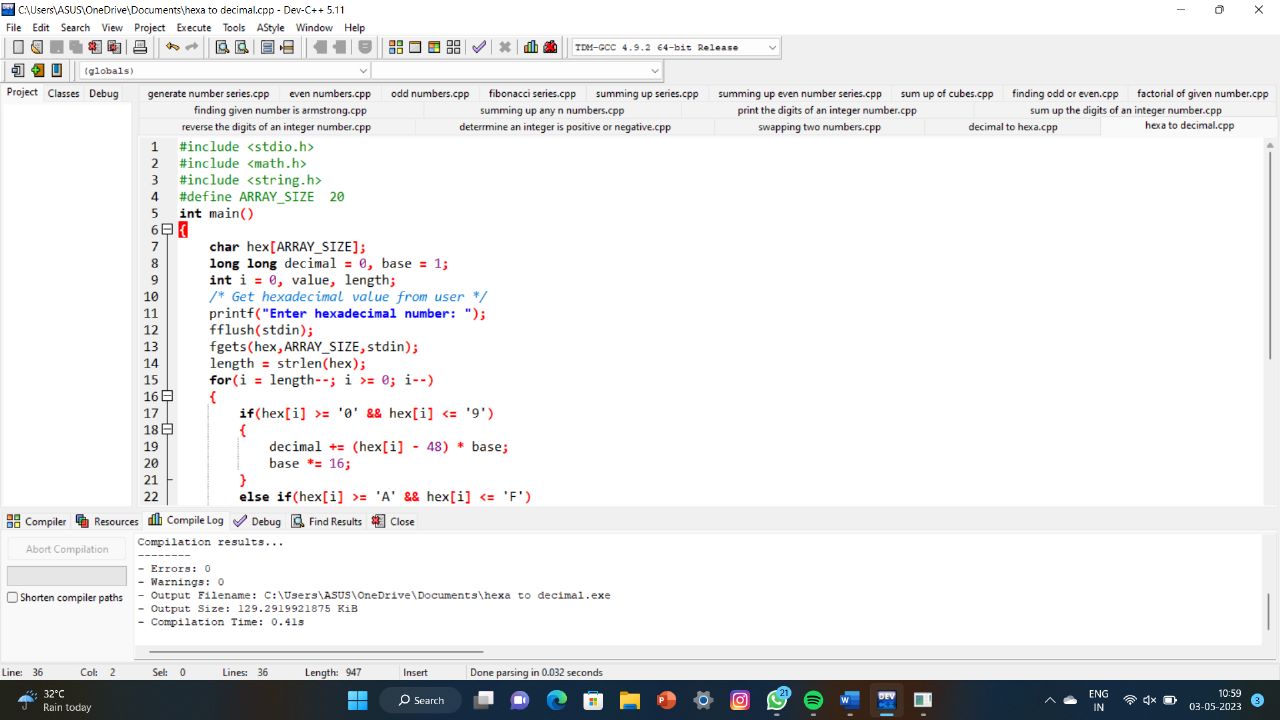 C:\Users\ASUS\OneDrive\Documents\hexa to decimal.cpp - Dev-C++ 5.11
File Edit Search View Project Execute Tools AStyle Window Help
TDM-GCC 4.9.2 64-bit Release
(globals)
Project Classes Debug
generate number series.cpp even numbers.cpp odd numbers.cpp fibonacci series.cpp summing up series.cpp summing up even number series.cpp sum up of cubes.cpp finding odd or even.cpp factorial of given number.cpp
finding given number is armstrong.cpp summing up any n numbers.cpp print the digits of an integer number.cpp sum up the digits of an integer number.cpp
reverse the digits of an integer number.cpp deterrmine an integer is positive or negative.cpp swapping two numbers.cpp decimal to hexa.cpp hexa to decimal.cpp
1 #include <stdio.h>
2 #include <math.h>
3 #include <string.h>
4 #define ARRAY_SIZE 20
5 int main()
6 {
7 char hex[ARRAY_SIZE];
8 long long decimal = 0, base = 1;
9 int i = 0, value, length;
10 /* Get hexadecimal value from user */
11 printf("Enter hexadecimal number: ");
12 fflush(stdin);
13 fgets(hex,ARRAY_SIZE,stdin);
14 length = strlen(hex);
15 for(i = length--; i >= 0; i--)
16 {
17 if(hex[i] >= '0' && hex[i] <= '9')
18 {
19 decimal += (hex[i] - 48) * base;
20 base *= 16;
21 }
22 else if(hex[i] >= 'A' && hex[i] <= 'F')
Compiler Resources Compile Log Debug Find Results Close
Abort Compilation
Shorten compiler paths
Compilation results...
--------
- Errors: 0
- Warnings: 0
- Output Filename: C:\Users\ASUS\OneDrive\Documents\hexa to decimal.exe
- Output Size: 129.2919921875 KiB
- Compilation Time: 0.41s
Line: 36 Col: 2 Sel: 0 Lines: 36 Length: 947 Insert Done parsing in 0.032 seconds
32°C
Rain today
Search
21
DEV
ENG
IN
10:59
03-05-2023
3